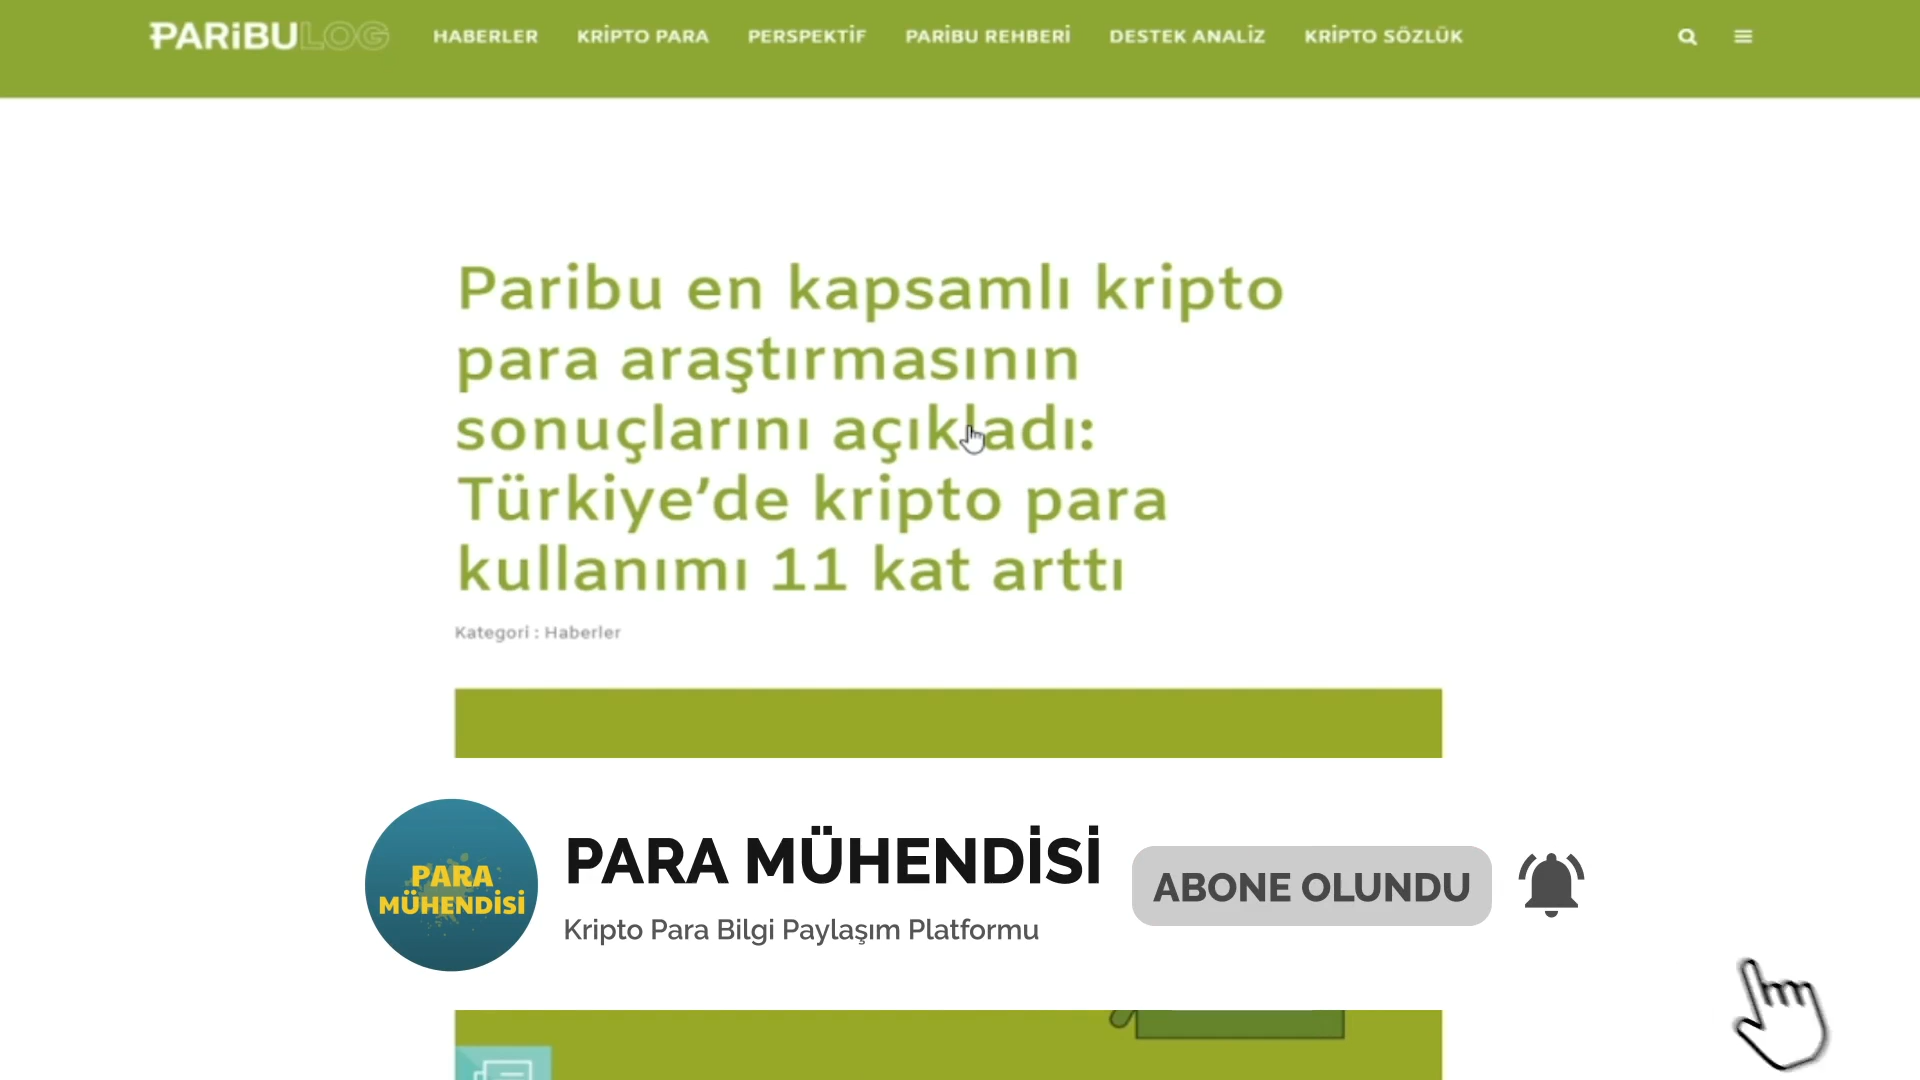 PARiBULOG HABERLER KRİPTO PARA PERSPEKTİF PARİBU REHBERİ DESTEK ANALİZ KRİPTO SÖZLÜK
Paribu en kapsamlı kripto
para araştırmasının
sonuçlarını açıkladı:
Türkiye’de kripto para
kullanımı 11 kat arttı
Kategori : Haberler
PARA
MÜHENDİSİ
PARA MÜHENDİSİ
Kripto Para Bilgi Paylaşım Platformu
ABONE OLUNDU